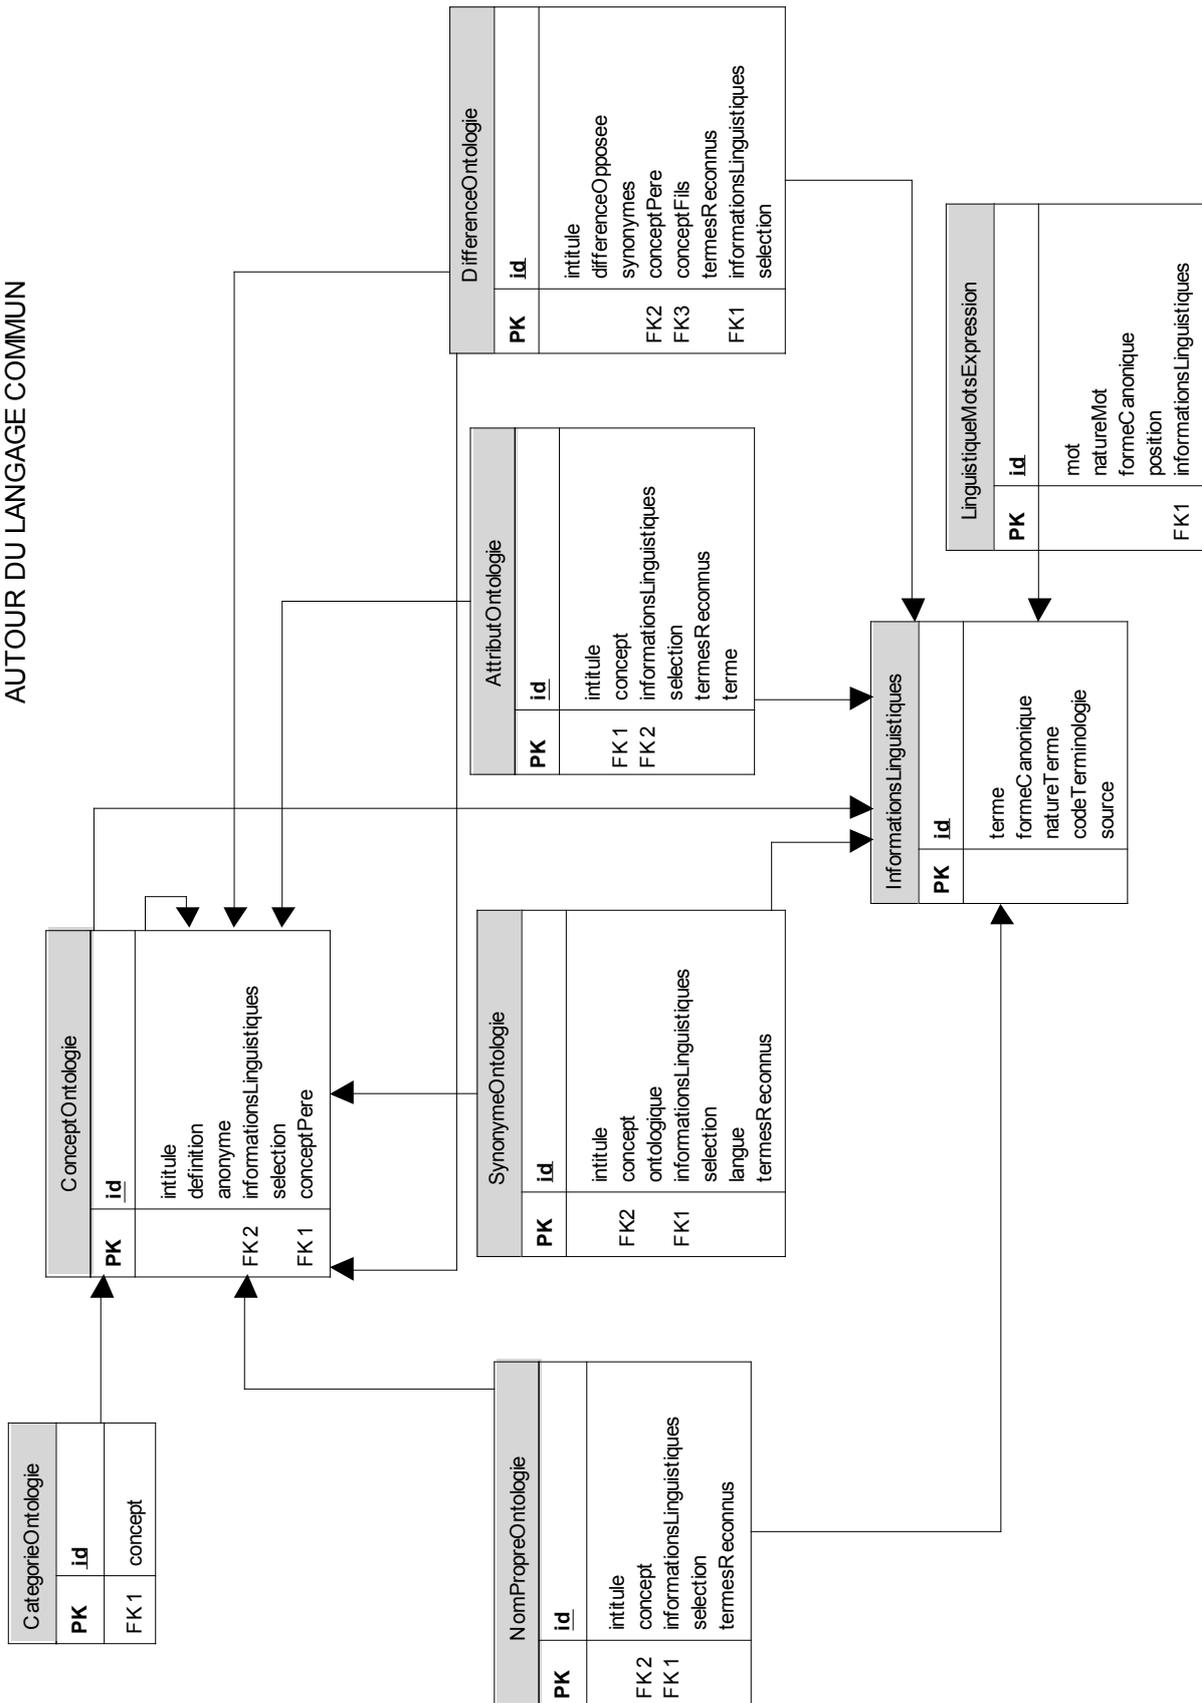 AUTOUR DU LANGAGE COMMUN
CategorieOntologie
PK id
FK1 concept
ConceptOntologie
PK id
intitule
definition
anonyme
FK2 informationsLinguistiques
selection
FK1 conceptPere
NomPropreOntologie
PK id
intitule
FK2 concept
FK1 informationsLinguistiques
selection
termesReconnus
SynonymeOntologie
PK id
intitule
FK2 concept
ontologique
FK1 informationsLinguistiques
selection
langue
termesReconnus
AttributOntologie
PK id
intitule
FK1 concept
FK2 informationsLinguistiques
selection
termesReconnus
terme
DifferenceOntologie
PK id
intitule
differenceOpposee
synonymes
FK2 conceptPere
FK3 conceptFils
termesReconnus
FK1 informationsLinguistiques
selection
InformationsLinguistiques
PK id
terme
formeCanonique
natureTerme
codeTerminologie
source
LinguistiqueMotsExpression
PK id
mot
natureMot
formeCanonique
position
FK1 informationsLinguistiques